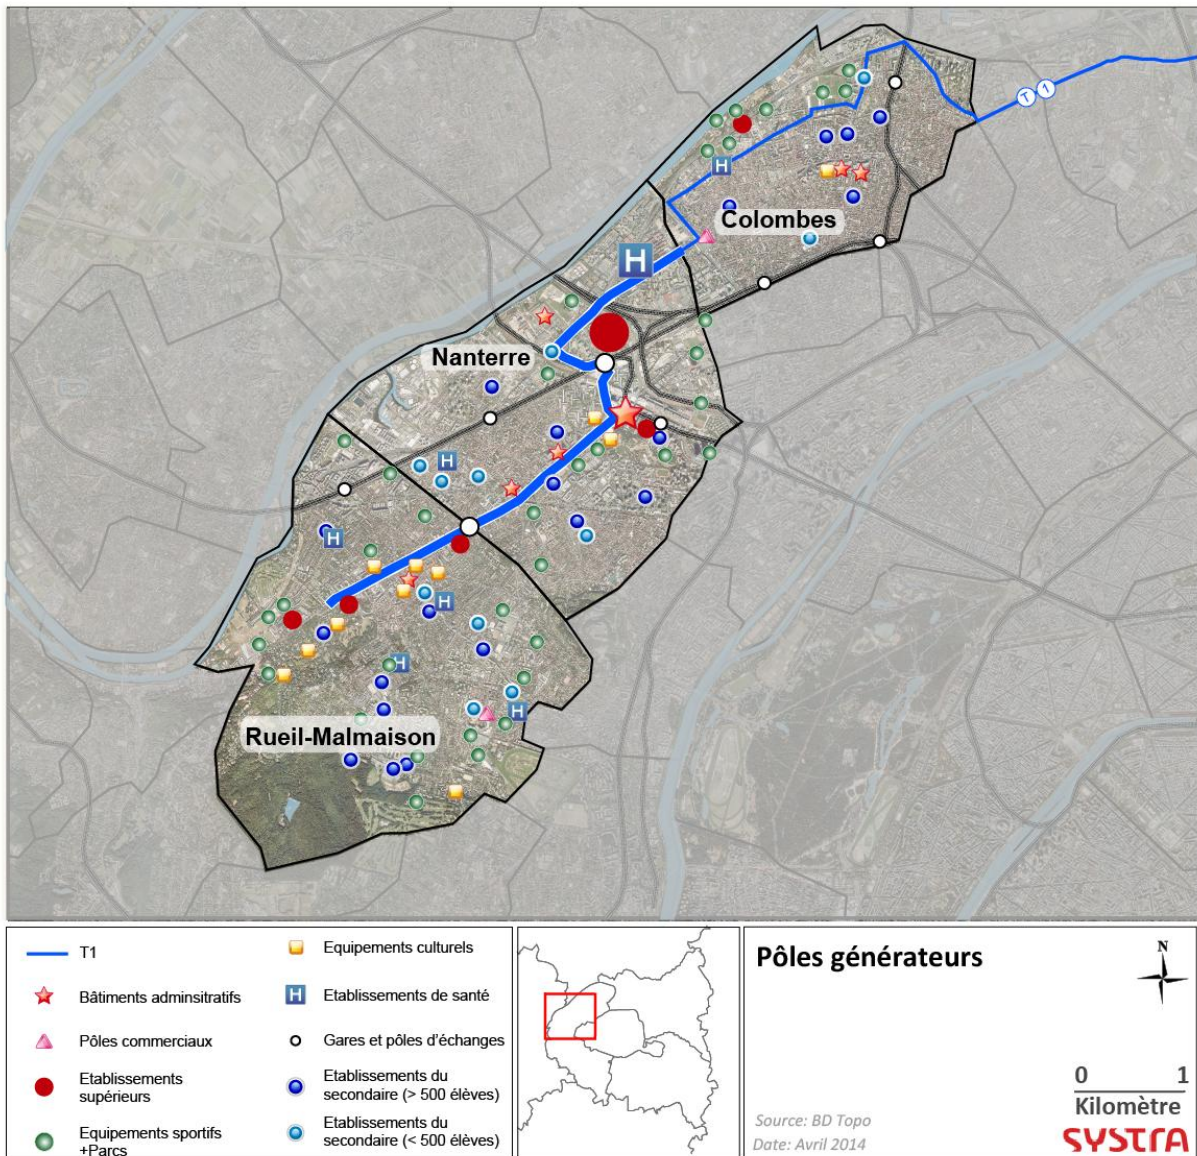 T 1
H
Colombes
H
Nanterre
H
H
H
H
H
Rueil-Malmaison
T1
Bâtiments adminsitratifs
Pôles commerciaux
Etablissements
supérieurs
Equipements sportifs
+Parcs
Equipements culturels
H
Etablissements de santé
Gares et pôles d'échanges
Etablissements du
secondaire (> 500 élèves)
Etablissements du
secondaire (< 500 élèves)
Pôles générateurs
N
0 1
Kilomètre
Source: BD Topo
Date: Avril 2014
SYSTRA